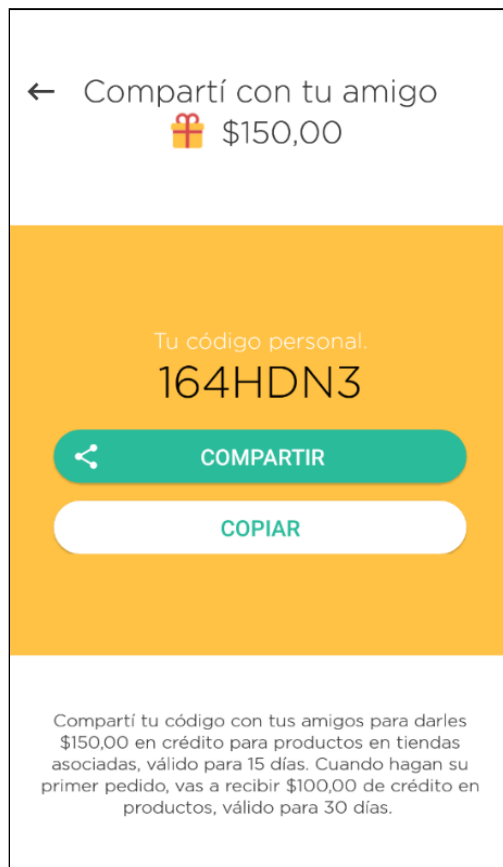 Compartí con tu amigo
$150,00
Tu código personal.
164HDN3
COMPARTIR
COPIAR
Compartí tu código con tus amigos para darles
$150,00 en crédito para productos en tiendas
asociadas, válido para 15 días. Cuando hagan su
primer pedido, vas a recibir $100,00 de crédito en
productos, válido para 30 días.